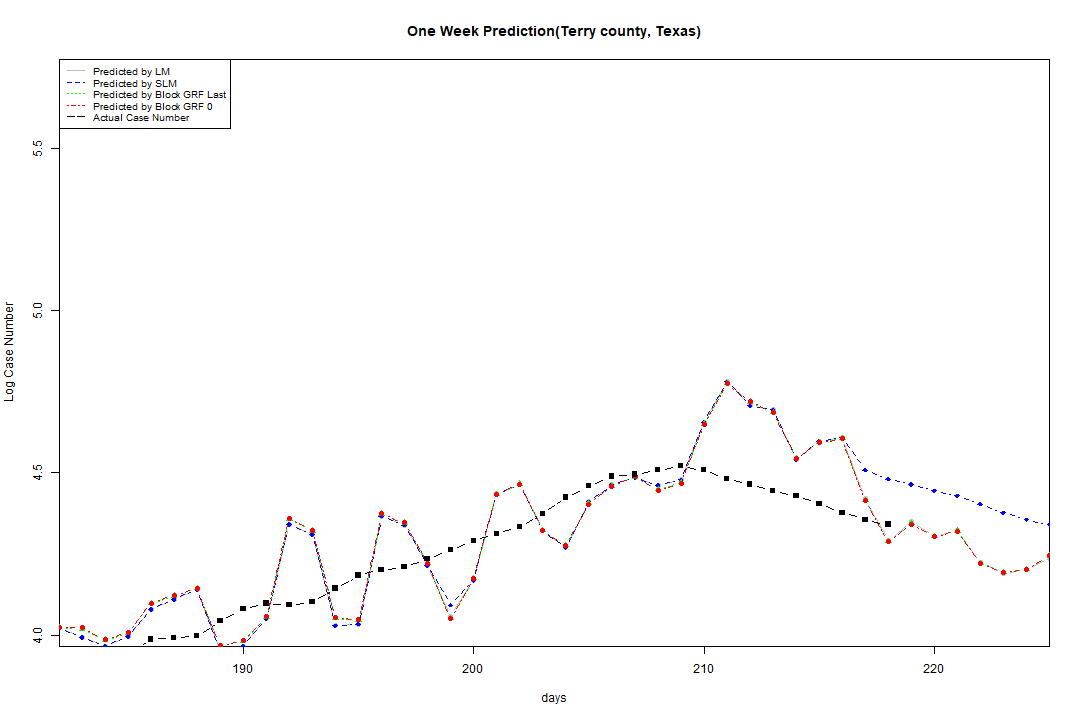 One Week Prediction(Terry county, Texas)
Predicted by LM
Predicted by SLM
Predicted by Block GRF Last
Predicted by Block GRF 0
Actual Case Number
5.5
5.0
4.5
4.0
Log Case Number
190
200
210
220
days